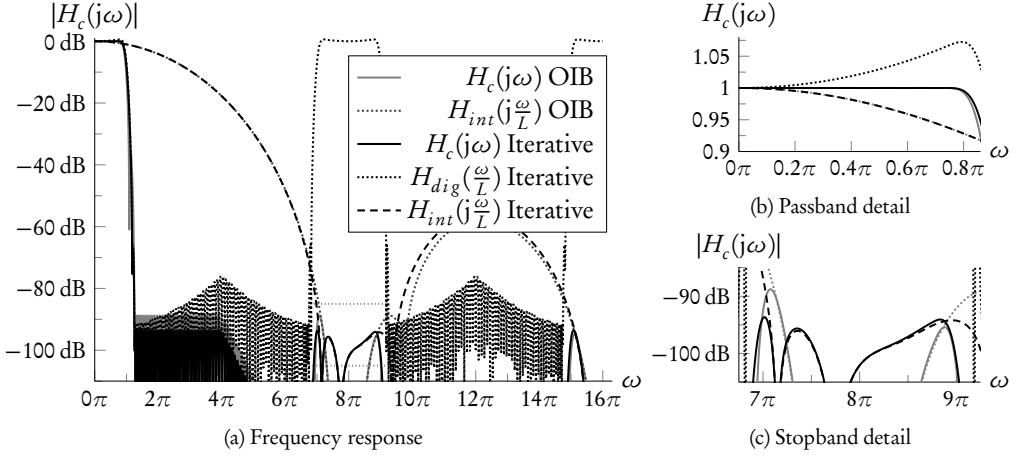 |H_c(jω)|
0 dB
−20 dB
−40 dB
−60 dB
−80 dB
−100 dB
0π 2π 4π 6π 8π 10π 12π 14π 16π
ω
H_c(jω) OIB
H_int(j ω/L) OIB
H_c(jω) Iterative
H_dig(ω/L) Iterative
H_int(j ω/L) Iterative
(a) Frequency response
H_c(jω)
1.05
1
0.95
0.9
0π 0.2π 0.4π 0.6π 0.8π
ω
(b) Passband detail
|H_c(jω)|
−90 dB
−100 dB
7π 8π 9π
ω
(c) Stopband detail